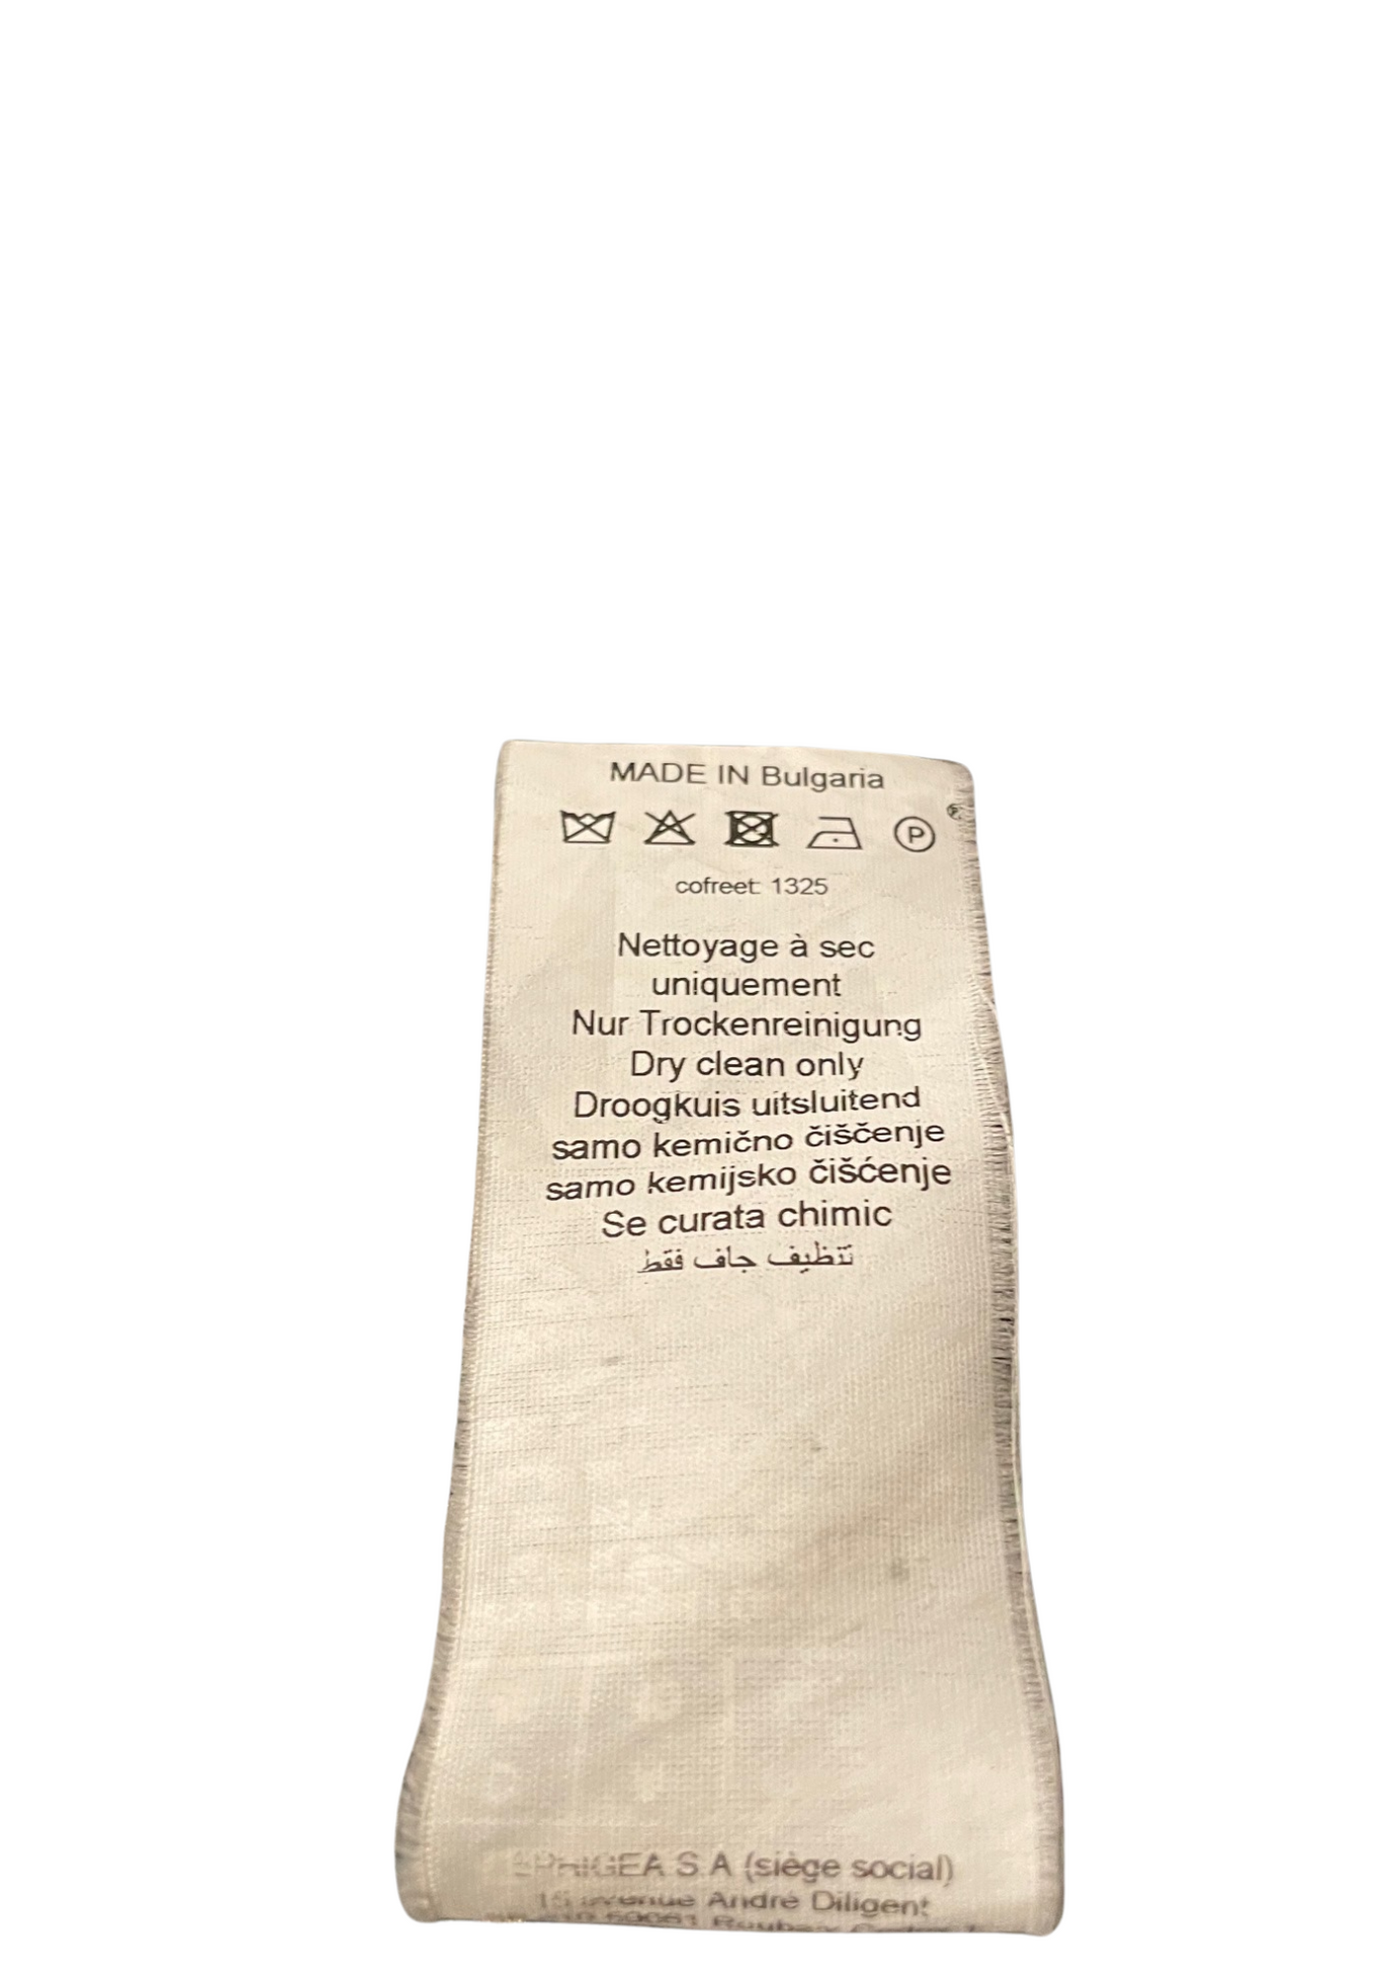 MADE IN Bulgaria
P
cofreet: 1325
Nettoyage à sec
uniquement
Nur Trockenreinigung
Dry clean only
Droogkuis uitsluitend
samo kemično čiščenje
samo kemijsko čišćenje
Se curata chimic
تنظيف جاف فقط
S.A (siège social)
avenue André Diligent